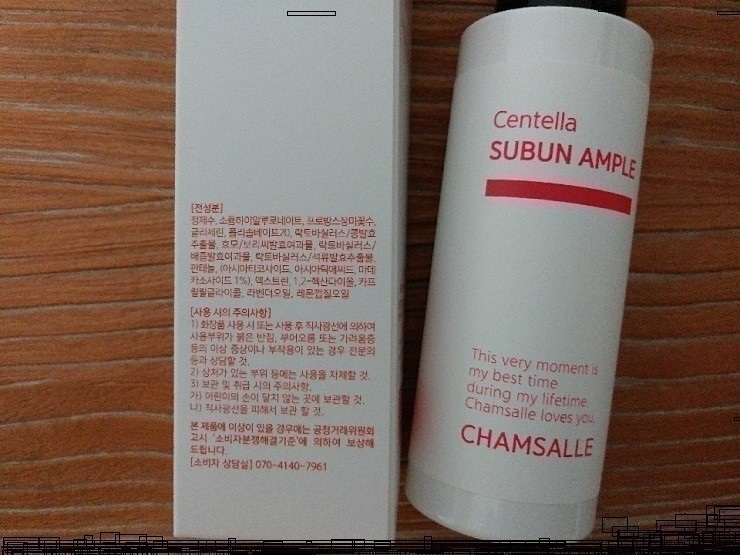 [전성분]
정제수, 소듐하이알루로네이트, 프로방스장미꽃수,
글리세린, 폴리솔베이트20, 락토바실러스/콩발효
추출물, 효모/보리씨발효여과물, 락토바실러스/
배즙발효여과물, 락토바실러스/석류발효추출물,
판테놀, (아시아티코사이드, 아시아틱애씨드, 마데
카소사이드 1%), 덱스트린, 1,2-헥산다이올, 카프
릴릴글라이콜, 라벤더오일, 레몬껍질오일
[사용 시의 주의사항]
1) 화장품 사용 시 또는 사용 후 직사광선에 의하여
사용부위가 붉은 반점, 부어오름 또는 가려움증
등의 이상 증상이나 부작용이 있는 경우 전문의
등과 상담할 것.
2) 상처가 있는 부위 등에는 사용을 자제할 것.
3) 보관 및 취급 시의 주의사항.
가) 어린이의 손이 닿지 않는 곳에 보관할 것.
나) 직사광선을 피해서 보관 할 것.
본 제품에 이상이 있을 경우에는 공정거래위원회
고시 '소비자분쟁해결기준'에 의하여 보상해
드립니다.
[소비자 상담실] 070-4140-7961
Centella
SUBUN AMPLE
This very moment is
my best time
during my lifetime.
Chamsalle loves you.
CHAMSALLE